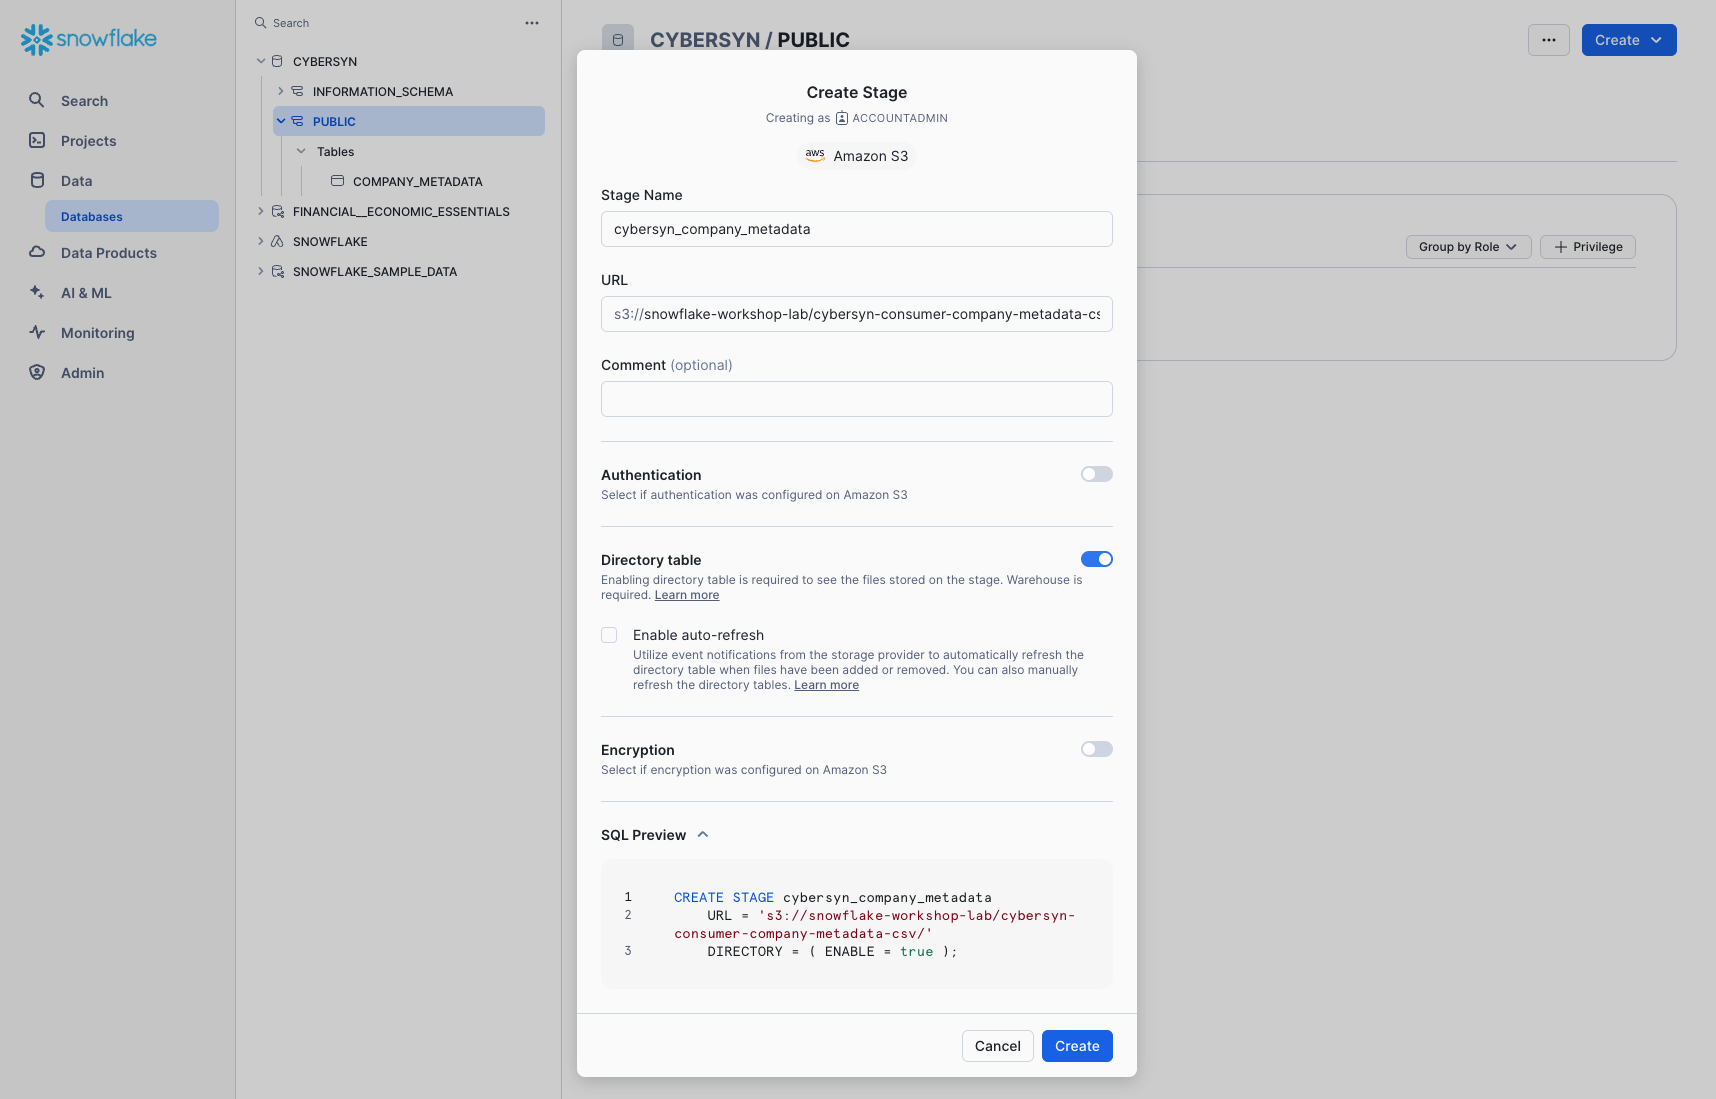 snowflake
Search
Projects
Data
Databases
Data Products
AI & ML
Monitoring
Admin
Search
CYBERSYN
INFORMATION_SCHEMA
PUBLIC
Tables
COMPANY_METADATA
FINANCIAL__ECONOMIC_ESSENTIALS
SNOWFLAKE
SNOWFLAKE_SAMPLE_DATA
CYBERSYN / PUBLIC
Create
Group by Role
Privilege
Create Stage
Creating as ACCOUNTADMIN
aws Amazon S3
Stage Name
cybersyn_company_metadata
URL
s3://snowflake-workshop-lab/cybersyn-consumer-company-metadata-cs
Comment (optional)
Authentication
Select if authentication was configured on Amazon S3
Directory table
Enabling directory table is required to see the files stored on the stage. Warehouse is
required. Learn more
Enable auto-refresh
Utilize event notifications from the storage provider to automatically refresh the
directory table when files have been added or removed. You can also manually
refresh the directory tables. Learn more
Encryption
Select if encryption was configured on Amazon S3
SQL Preview
1 CREATE STAGE cybersyn_company_metadata
2 URL = 's3://snowflake-workshop-lab/cybersyn-
consumer-company-metadata-csv/'
3 DIRECTORY = ( ENABLE = true );
Cancel
Create